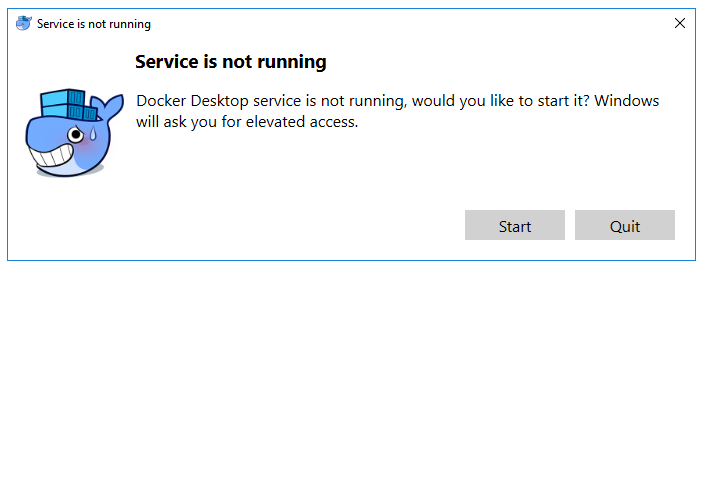 Service is not running
Service is not running
Docker Desktop service is not running, would you like to start it? Windows
will ask you for elevated access.
Start
Quit